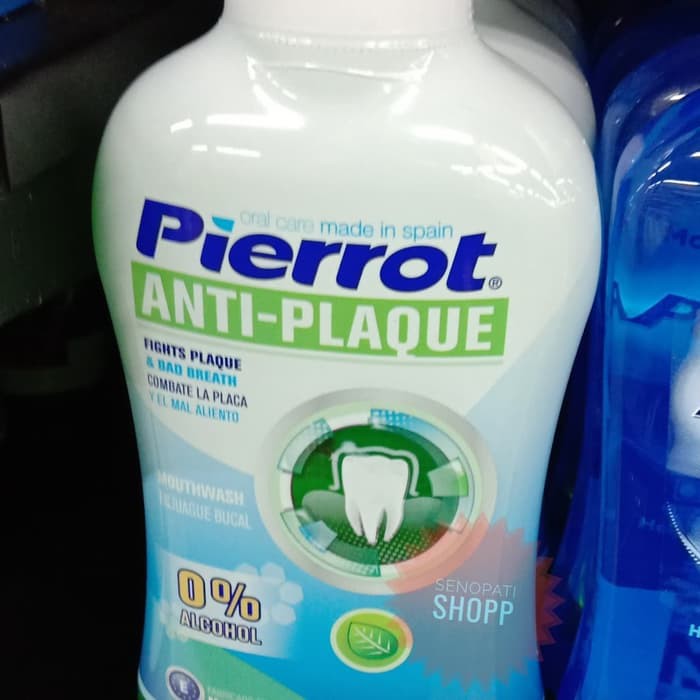 oral care made in spain
Pierrot®
ANTI-PLAQUE
FIGHTS PLAQUE
& BAD BREATH
COMBATE LA PLACA
Y EL MAL ALIENTO
MOUTHWASH
ENJUAGUE BUCAL
0%
ALCOHOL
SENOPATI
SHOPP